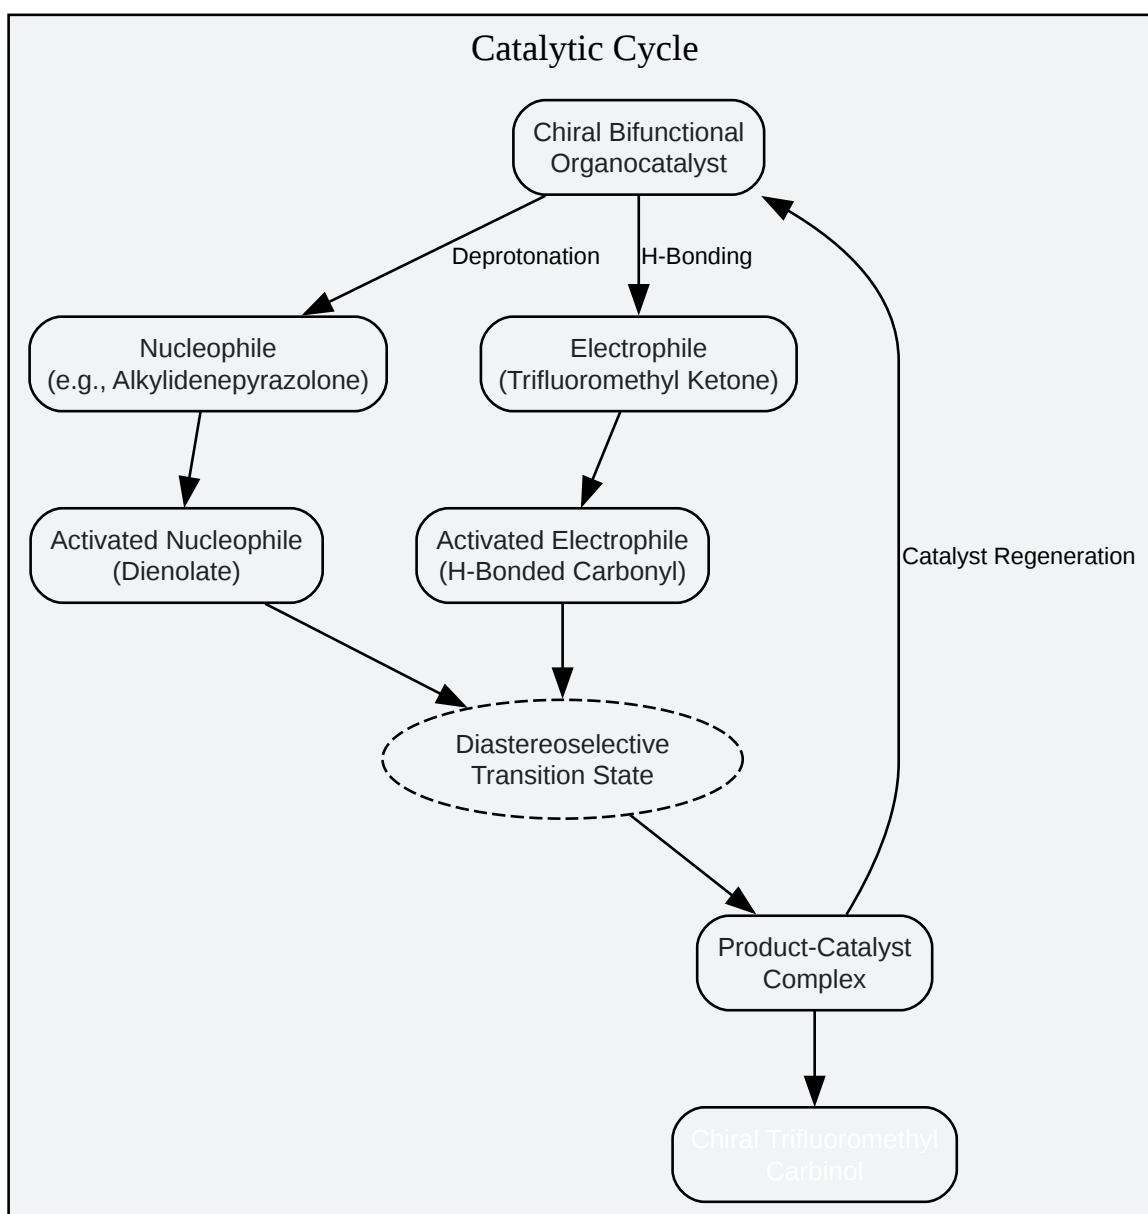 Catalytic Cycle
Chiral Bifunctional
Organocatalyst
Deprotonation
H-Bonding
Nucleophile
(e.g., Alkylidenepyrazolone)
Electrophile
(Trifluoromethyl Ketone)
Activated Nucleophile
(Dienolate)
Activated Electrophile
(H-Bonded Carbonyl)
Catalyst Regeneration
Diastereoselective
Transition State
Product-Catalyst
Complex
Chiral Trifluoromethyl
Carbinol